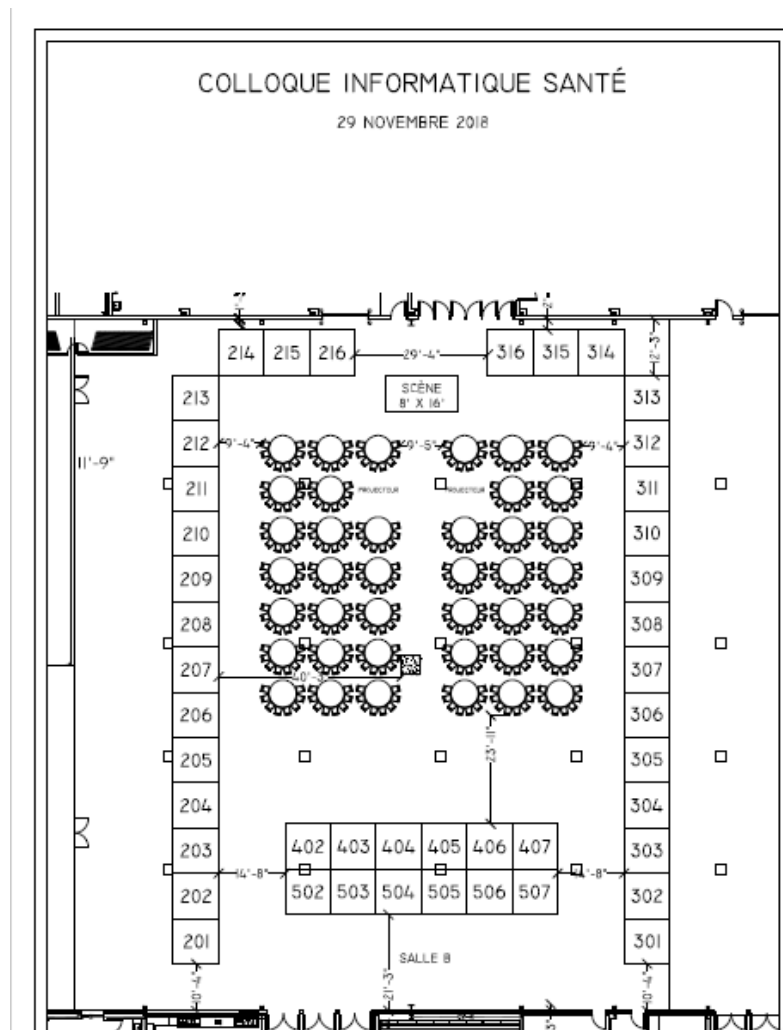 COLLOQUE INFORMATIQUE SANTÉ
29 NOVEMBRE 2018
214 215 216 29'-4" 316 315 314 12'-3"
SCÈNE
8' X 16'
213 313
212 9'-4" 9'-5" 9'-4" 312
11'-9"
211 PROJECTEUR PROJECTEUR 311
210 310
209 309
208 308
207 307
40'-3"
206 306
23'-11"
205 305
204 304
203 402 403 404 405 406 407 303
14'-8" 14'-8"
202 502 503 504 505 506 507 302
201 301
SALLE B
10'-4" 21'-3" 10'-4"